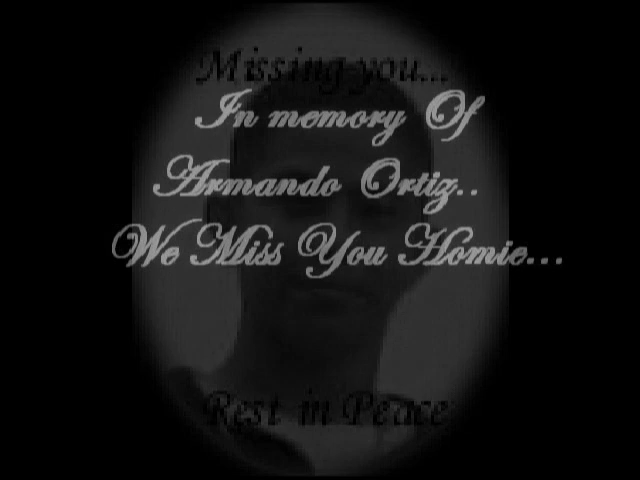 Missing you...
In memory Of
Armando Ortiz..
We Miss You Homie...
Rest in Peace